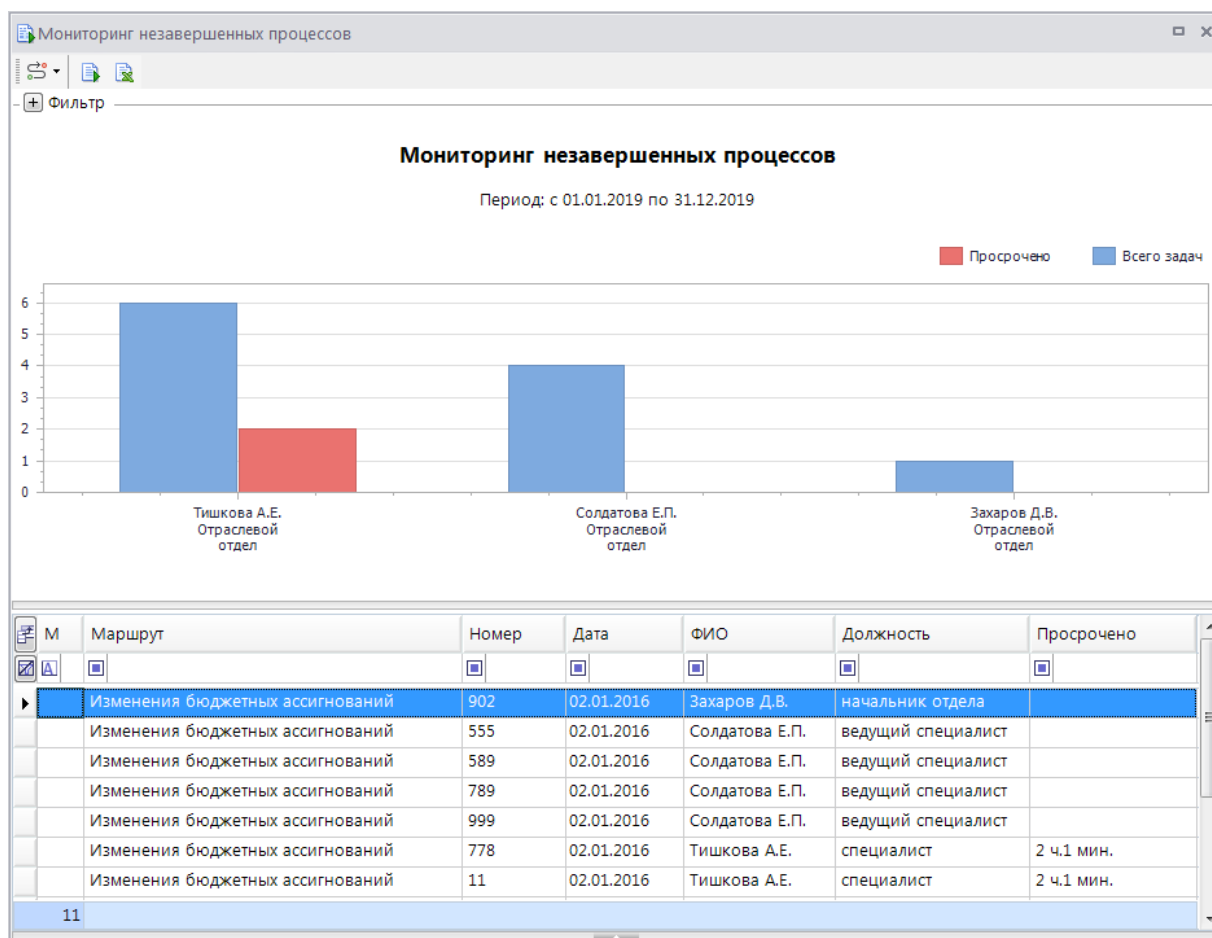 Мониторинг незавершенных процессов
Фильтр
Мониторинг незавершенных процессов
Период: с 01.01.2019 по 31.12.2019
Просрочено Всего задач
6
5
4
3
2
1
0
Тишкова А.Е. Солдатова Е.П. Захаров Д.В.
Отраслевой Отраслевой Отраслевой
отдел отдел отдел
М Маршрут Номер Дата ФИО Должность Просрочено
A
Изменения бюджетных ассигнований 902 02.01.2016 Захаров Д.В. начальник отдела
Изменения бюджетных ассигнований 555 02.01.2016 Солдатова Е.П. ведущий специалист
Изменения бюджетных ассигнований 589 02.01.2016 Солдатова Е.П. ведущий специалист
Изменения бюджетных ассигнований 789 02.01.2016 Солдатова Е.П. ведущий специалист
Изменения бюджетных ассигнований 999 02.01.2016 Солдатова Е.П. ведущий специалист
Изменения бюджетных ассигнований 778 02.01.2016 Тишкова А.Е. специалист 2 ч.1 мин.
Изменения бюджетных ассигнований 11 02.01.2016 Тишкова А.Е. специалист 2 ч.1 мин.
11